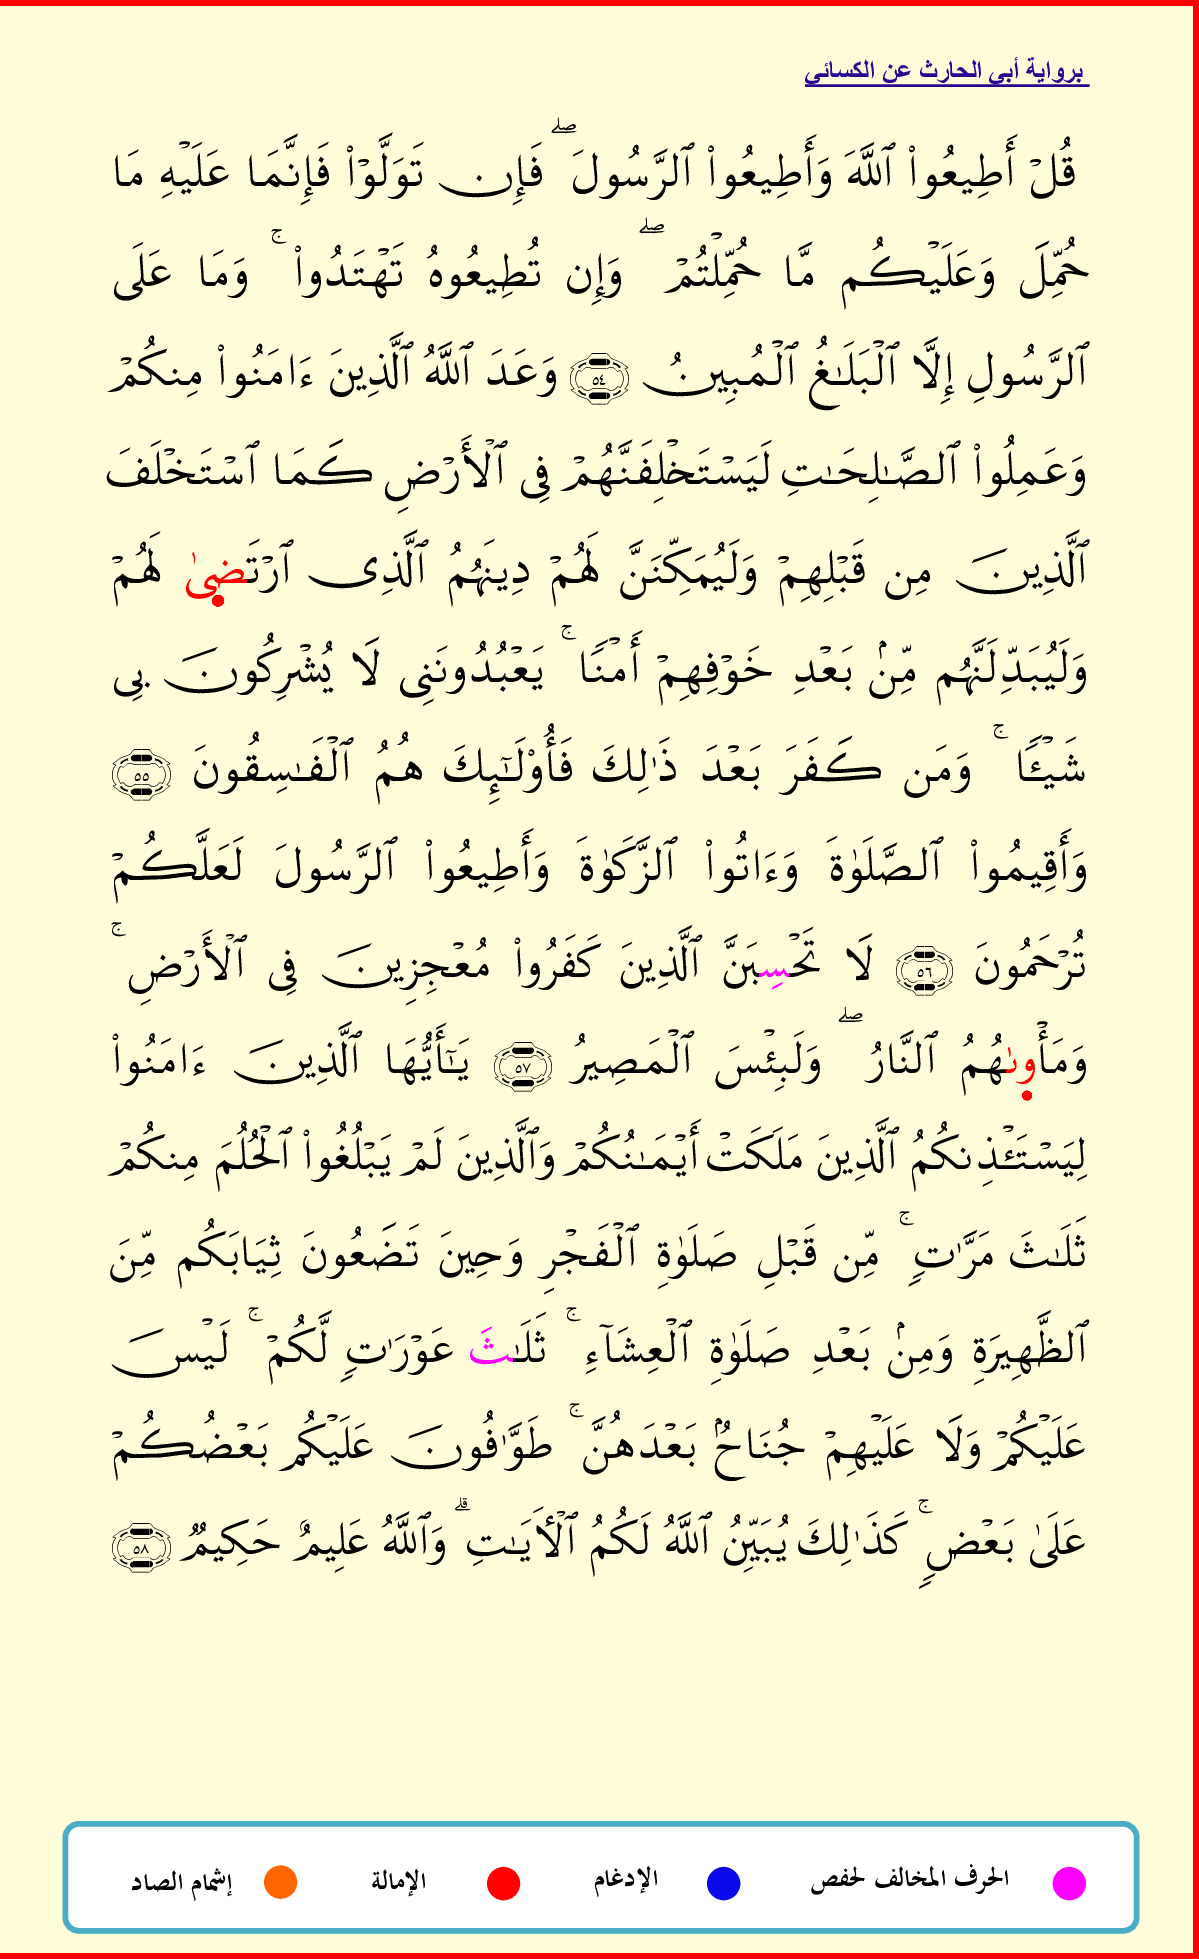 برواية أبي الحارث عن الكسائي
قُلۡ أَطِيعُواْ ٱللَّهَ وَأَطِيعُواْ ٱلرَّسُولَۖ فَإِن تَوَلَّوۡاْ فَإِنَّمَا عَلَيۡهِ مَا
حُمِّلَ وَعَلَيۡكُم مَّا حُمِّلۡتُمۡۖ وَإِن تُطِيعُوهُ تَهۡتَدُواْۚ وَمَا عَلَى
ٱلرَّسُولِ إِلَّا ٱلۡبَلَٰغُ ٱلۡمُبِينُ ٥٤ وَعَدَ ٱللَّهُ ٱلَّذِينَ ءَامَنُواْ مِنكُمۡ
وَعَمِلُواْ ٱلصَّٰلِحَٰتِ لَيَسۡتَخۡلِفَنَّهُمۡ فِي ٱلۡأَرۡضِ كَمَا ٱسۡتَخۡلَفَ
ٱلَّذِينَ مِن قَبۡلِهِمۡ وَلَيُمَكِّنَنَّ لَهُمۡ دِينَهُمُ ٱلَّذِي ٱرۡتَضِىٰ لَهُمۡ
وَلَيُبَدِّلَنَّهُم مِّنۢ بَعۡدِ خَوۡفِهِمۡ أَمۡنٗاۚ يَعۡبُدُونَنِي لَا يُشۡرِكُونَ بِي
شَيۡـٔٗاۚ وَمَن كَفَرَ بَعۡدَ ذَٰلِكَ فَأُوْلَٰٓئِكَ هُمُ ٱلۡفَٰسِقُونَ ٥٥
وَأَقِيمُواْ ٱلصَّلَوٰةَ وَءَاتُواْ ٱلزَّكَوٰةَ وَأَطِيعُواْ ٱلرَّسُولَ لَعَلَّكُمۡ
تُرۡحَمُونَ ٥٦ لَا تَحۡسِبَنَّ ٱلَّذِينَ كَفَرُواْ مُعۡجِزِينَ فِي ٱلۡأَرۡضِۚ
وَمَأۡوِىٰهُمُ ٱلنَّارُۖ وَلَبِئۡسَ ٱلۡمَصِيرُ ٥٧ يَٰٓأَيُّهَا ٱلَّذِينَ ءَامَنُواْ
لِيَسۡتَـٔۡذِنكُمُ ٱلَّذِينَ مَلَكَتۡ أَيۡمَٰنُكُمۡ وَٱلَّذِينَ لَمۡ يَبۡلُغُواْ ٱلۡحُلُمَ مِنكُمۡ
ثَلَٰثَ مَرَّٰتٖۚ مِّن قَبۡلِ صَلَوٰةِ ٱلۡفَجۡرِ وَحِينَ تَضَعُونَ ثِيَابَكُم مِّنَ
ٱلظَّهِيرَةِ وَمِنۢ بَعۡدِ صَلَوٰةِ ٱلۡعِشَآءِۚ ثَلَٰثَ عَوۡرَٰتٖ لَّكُمۡۚ لَيۡسَ
عَلَيۡكُمۡ وَلَا عَلَيۡهِمۡ جُنَاحُۢ بَعۡدَهُنَّۚ طَوَّٰفُونَ عَلَيۡكُم بَعۡضُكُمۡ
عَلَىٰ بَعۡضٖۚ كَذَٰلِكَ يُبَيِّنُ ٱللَّهُ لَكُمُ ٱلۡأٓيَٰتِۗ وَٱللَّهُ عَلِيمٌ حَكِيمٞ ٥٨
الحرف المخالف لحفص الإدغام الإمالة إشمام الصاد